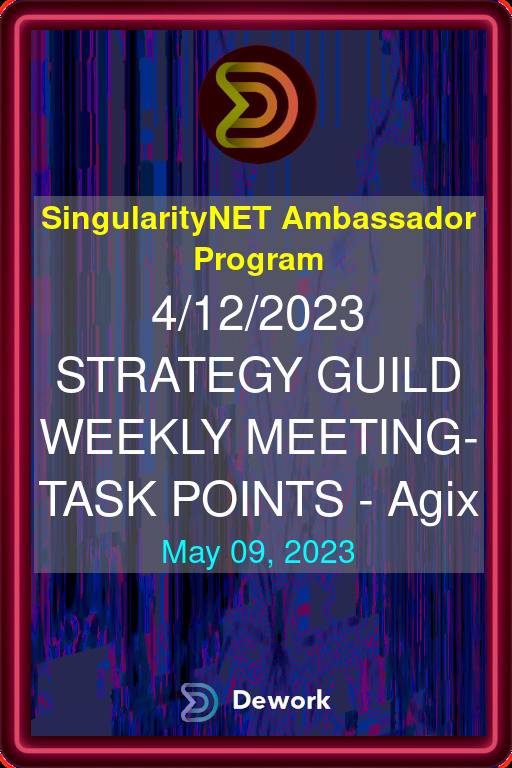 SingularityNET Ambassador
Program
4/12/2023
STRATEGY GUILD
WEEKLY MEETING-
TASK POINTS - Agix
May 09, 2023
Dework